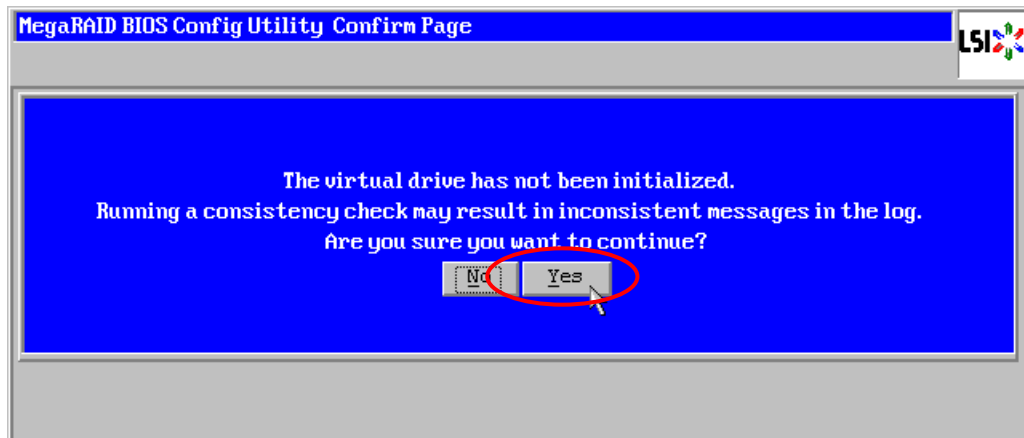 MegaRAID BIOS Config Utility Confirm Page
LSI
The virtual drive has not been initialized.
Running a consistency check may result in inconsistent messages in the log.
Are you sure you want to continue?
No Yes